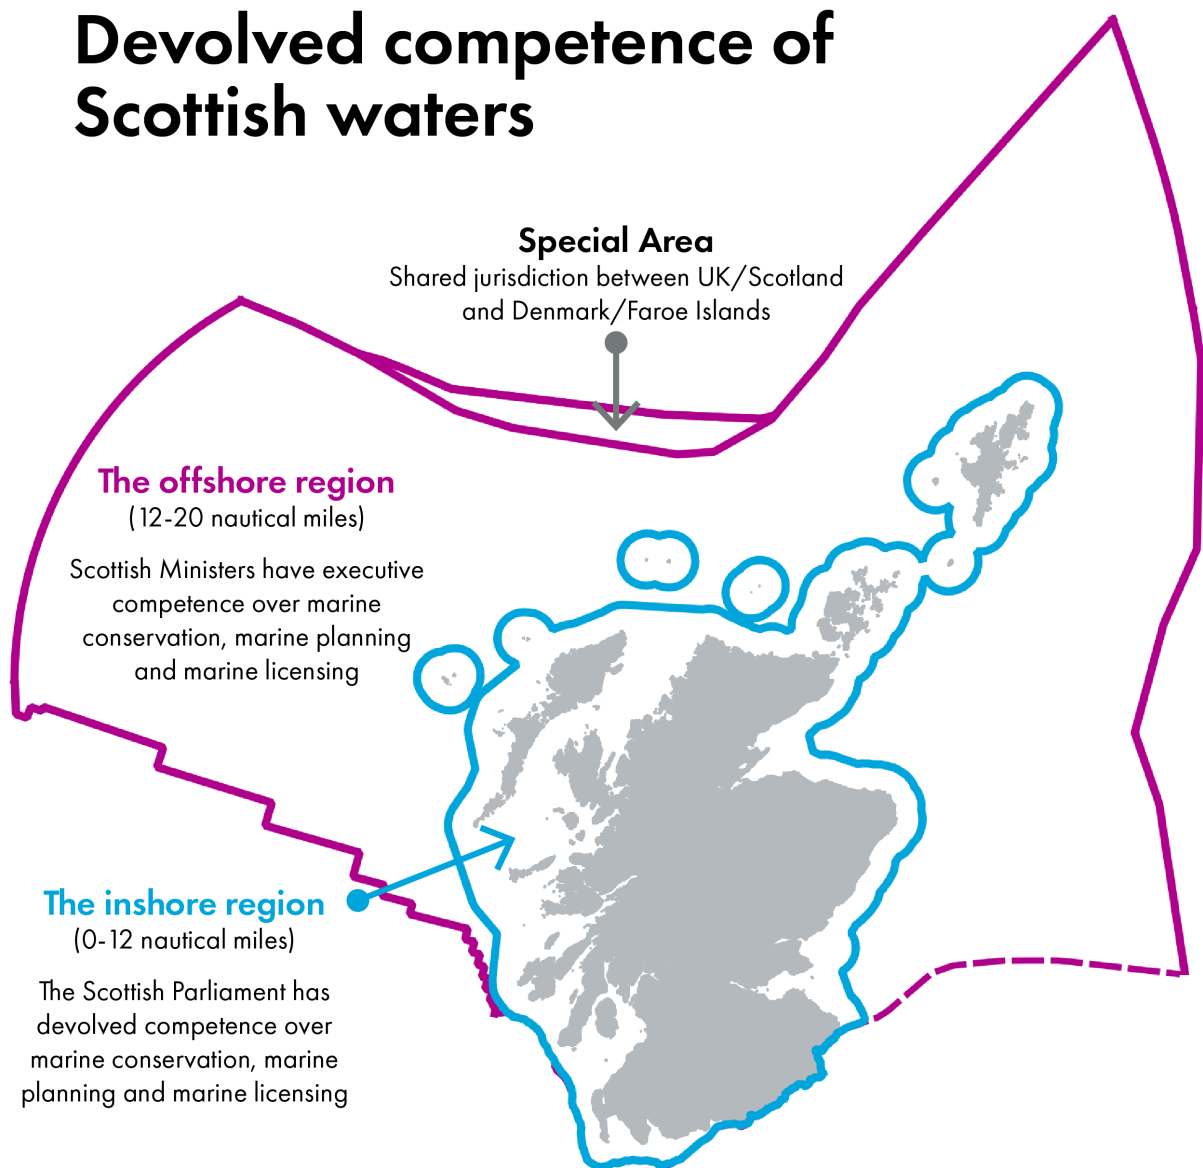 Devolved competence of
Scottish waters
Special Area
Shared jurisdiction between UK/Scotland
and Denmark/Faroe Islands
The offshore region
(12-20 nautical miles)
Scottish Ministers have executive
competence over marine
conservation, marine planning
and marine licensing
The inshore region
(0-12 nautical miles)
The Scottish Parliament has
devolved competence over
marine conservation, marine
planning and marine licensing